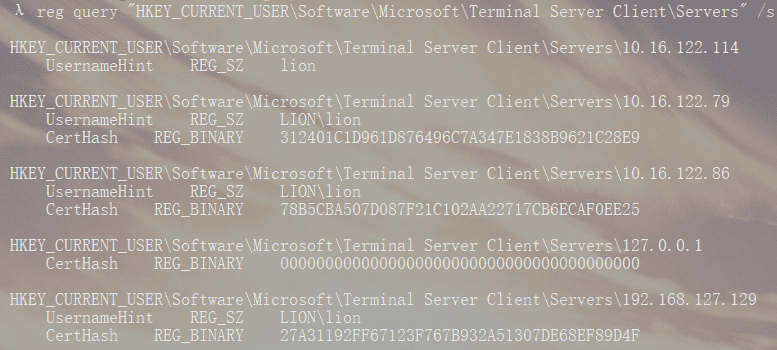 λ reg query "HKEY_CURRENT_USER\Software\Microsoft\Terminal Server Client\Servers" /s
HKEY_CURRENT_USER\Software\Microsoft\Terminal Server Client\Servers\10.16.122.114
UsernameHint REG_SZ lion
HKEY_CURRENT_USER\Software\Microsoft\Terminal Server Client\Servers\10.16.122.79
UsernameHint REG_SZ LION\lion
CertHash REG_BINARY 312401C1D961D876496C7A347E1838B9621C28E9
HKEY_CURRENT_USER\Software\Microsoft\Terminal Server Client\Servers\10.16.122.86
UsernameHint REG_SZ LION\lion
CertHash REG_BINARY 78B5CBA507D087F21C102AA22717CB6ECAF0EE25
HKEY_CURRENT_USER\Software\Microsoft\Terminal Server Client\Servers\127.0.0.1
CertHash REG_BINARY 0000000000000000000000000000000000000000
HKEY_CURRENT_USER\Software\Microsoft\Terminal Server Client\Servers\192.168.127.129
UsernameHint REG_SZ LION\lion
CertHash REG_BINARY 27A31192FF67123F767B932A51307DE68EF89D4F